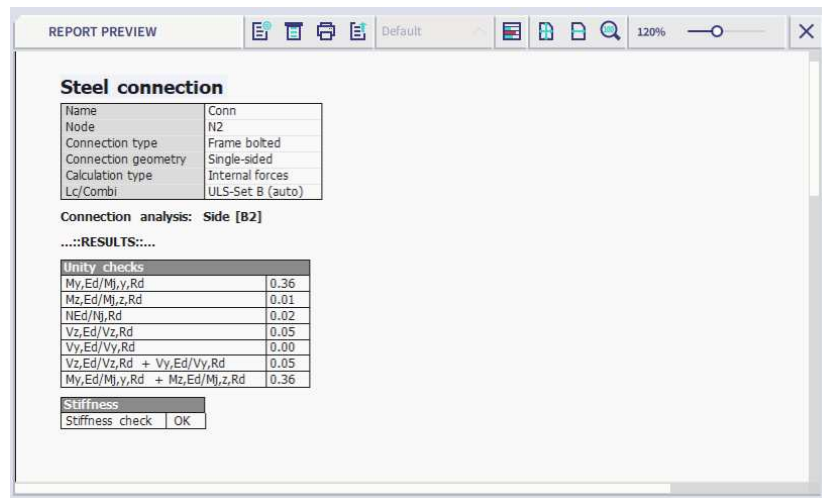 REPORT PREVIEW Default 120%
Steel connection
Name Conn
Node N2
Connection type Frame bolted
Connection geometry Single-sided
Calculation type Internal forces
Lc/Combi ULS-Set B (auto)
Connection analysis: Side [B2]
...::RESULTS::...
Unity checks
My,Ed/Mj,y,Rd 0.36
Mz,Ed/Mj,z,Rd 0.01
NEd/Nj,Rd 0.02
Vz,Ed/Vz,Rd 0.05
Vy,Ed/Vy,Rd 0.00
Vz,Ed/Vz,Rd + Vy,Ed/Vy,Rd 0.05
My,Ed/Mj,y,Rd + Mz,Ed/Mj,z,Rd 0.36
Stiffness
Stiffness check OK